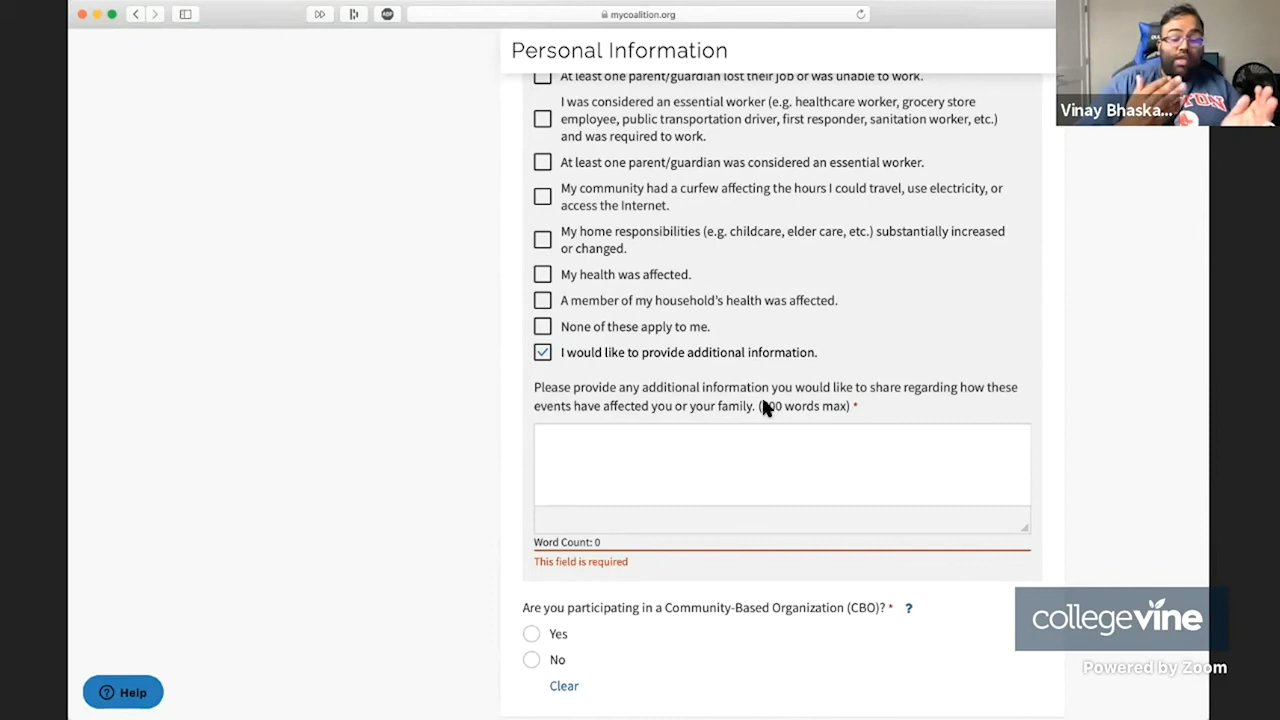 mycoalition.org
Personal Information
At least one parent/guardian lost their job or was unable to work.
I was considered an essential worker (e.g. healthcare worker, grocery store
employee, public transportation driver, first responder, sanitation worker, etc.)
and was required to work.
At least one parent/guardian was considered an essential worker.
My community had a curfew affecting the hours I could travel, use electricity, or
access the Internet.
My home responsibilities (e.g. childcare, elder care, etc.) substantially increased
or changed.
My health was affected.
A member of my household's health was affected.
None of these apply to me.
I would like to provide additional information.
Please provide any additional information you would like to share regarding how these
events have affected you or your family. ( words max) *
Word Count: 0
This field is required
Are you participating in a Community-Based Organization (CBO)? * ?
Yes
No
Clear
? Help
Vinay Bhaska...
collegevine
Powered by Zoom